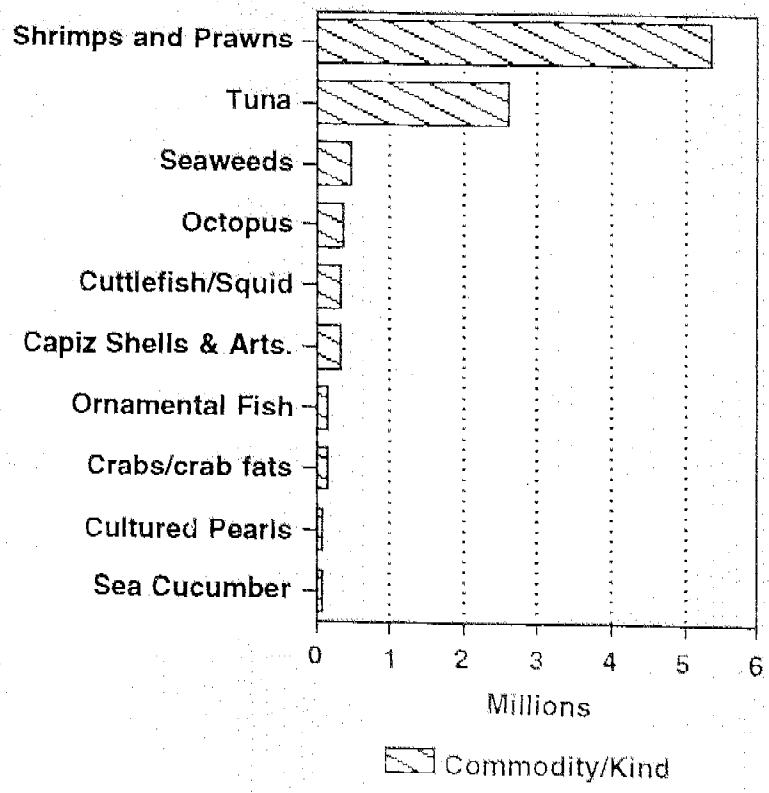 Shrimps and Prawns
Tuna
Seaweeds
Octopus
Cuttlefish/Squid
Capiz Shells & Arts.
Ornamental Fish
Crabs/crab fats
Cultured Pearls
Sea Cucumber
0 1 2 3 4 5 6
Millions
Commodity/Kind